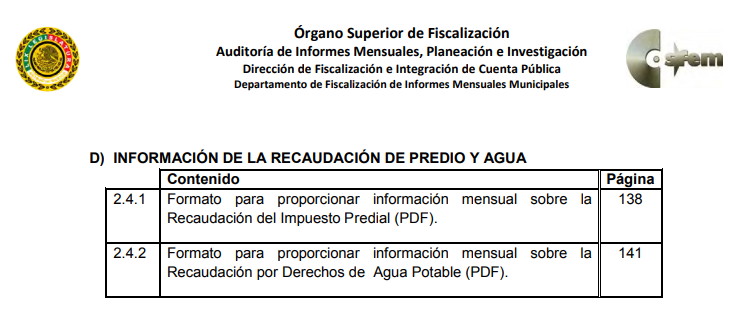 Órgano Superior de Fiscalización
Auditoría de Informes Mensuales, Planeación e Investigación
Dirección de Fiscalización e Integración de Cuenta Pública
Departamento de Fiscalización de Informes Mensuales Municipales
osfem
D) INFORMACIÓN DE LA RECAUDACIÓN DE PREDIO Y AGUA
Contenido Página
2.4.1 Formato para proporcionar información mensual sobre la 138
Recaudación del Impuesto Predial (PDF).
2.4.2 Formato para proporcionar información mensual sobre la 141
Recaudación por Derechos de Agua Potable (PDF).